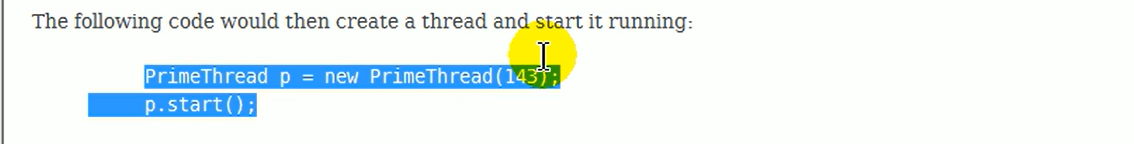 The following code would then create a thread and start it running:
PrimeThread p = new PrimeThread(143);
p.start();